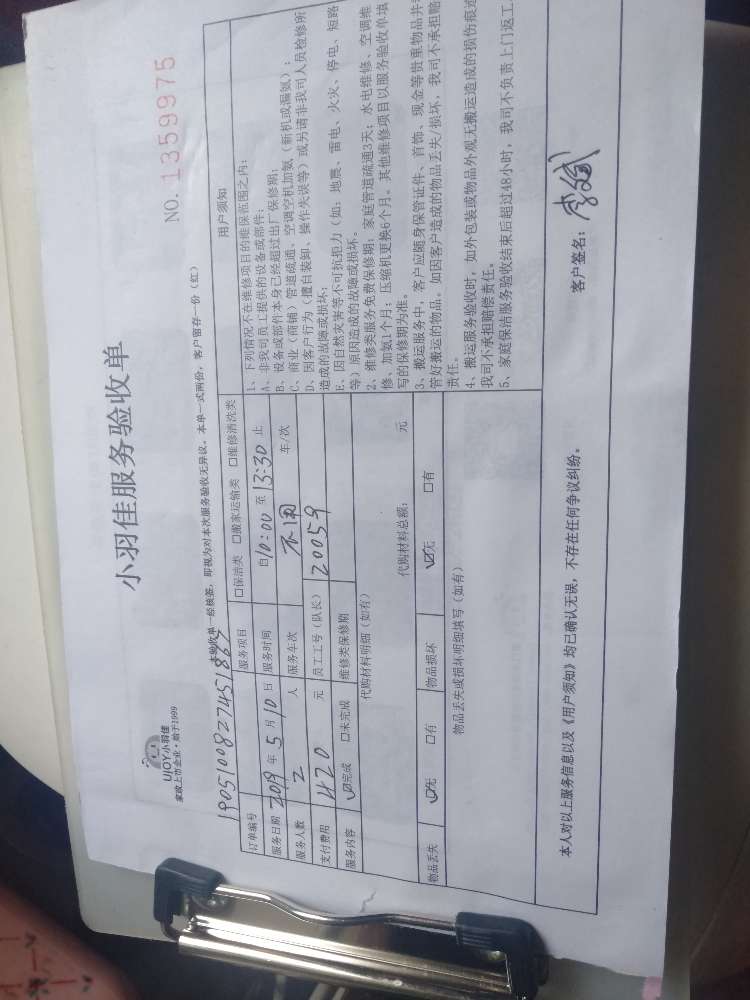 UJOY小羽佳
家政上市企业·始于1999
小羽佳服务验收单
NO. 1359975
本验收单一经核签，即视为对本次服务验收无异议。本单一式两份，客户留存一份（红）
订单编号 190510082745186
服务项目 □保洁类 □搬家运输类 □维修清洗类
服务日期 2019 年 5 月 10 日
服务时间 自10:00 至 13:30 止
服务人数 2 人
服务车次 不用 车/次
支付费用 420 元
员工工号（队长） 20059
服务内容 ☑完成 □未完成
维修类保修期
代购材料明细（如有）
代购材料总额： 元
物品丢失 ☑无 □有
物品损坏 ☑无 □有
物品丢失或损坏明细填写（如有）
用户须知
1、下列情况不在维修项目的维保范围之内：
A、非我司员工提供的设备或部件；
B、设备或部件本身已经超过出厂保修期；
C、商业（商铺）管道疏通、空调空机加氨（新机或漏氨）；
D、因客户行为（擅自装卸、操作失误等）或另请非我司人员检修所
造成的故障或损坏；
E、因自然灾害等不可抗拒力（如：地震、雷电、火灾、停电、短路
等）原因造成的故障或损坏。
2、维修类服务免费保修期：家庭管道疏通3天；水电维修、空调维
修、加氨1个月；压缩机更换6个月。其他维修项目以服务验收单填
写的保修期为准。
3、搬运服务中，客户应随身保管证件、首饰、现金等贵重物品并
管好搬运的物品。如因客户造成的物品丢失/损坏，我司不承担赔
责任。
4、搬运服务验收时，如外包装或物品外观无搬运造成的损伤痕迹
我司不承担赔偿责任。
5、家庭保洁服务验收结束后超过48小时，我司不负责上门返工
本人对以上服务信息以及《用户须知》均已确认无误，不存在任何争议纠纷。
客户签名：